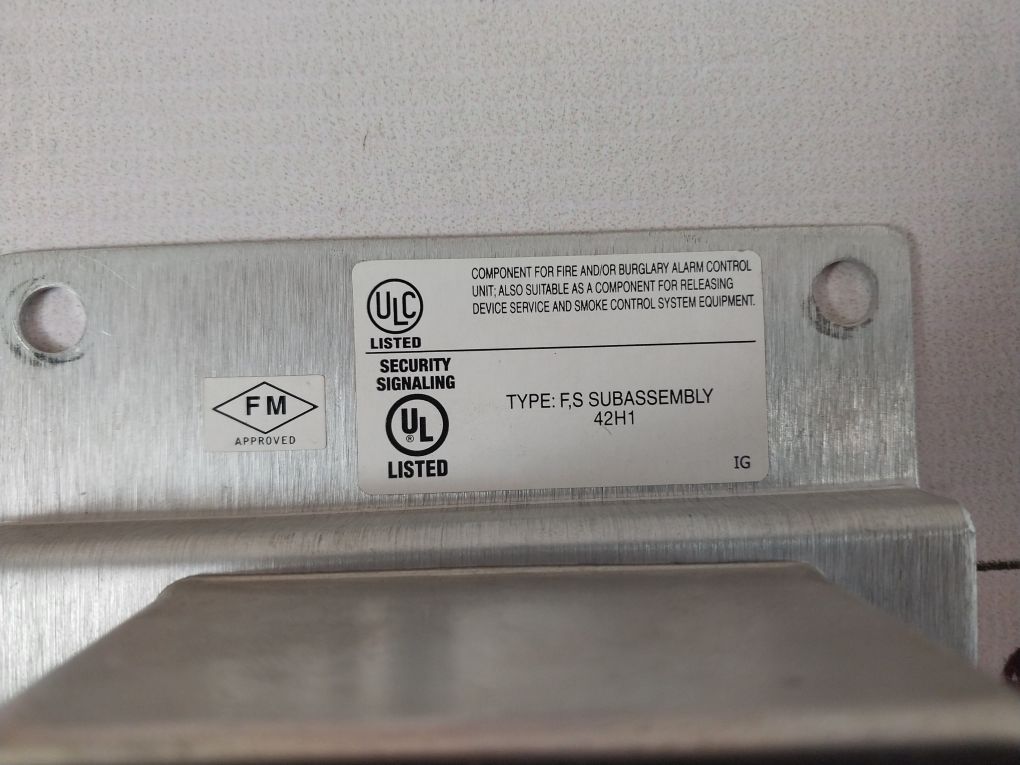 ULC
LISTED
COMPONENT FOR FIRE AND/OR BURGLARY ALARM CONTROL
UNIT; ALSO SUITABLE AS A COMPONENT FOR RELEASING
DEVICE SERVICE AND SMOKE CONTROL SYSTEM EQUIPMENT.
SECURITY
SIGNALING
UL
®
LISTED
TYPE: F,S SUBASSEMBLY
42H1
IG
FM
APPROVED